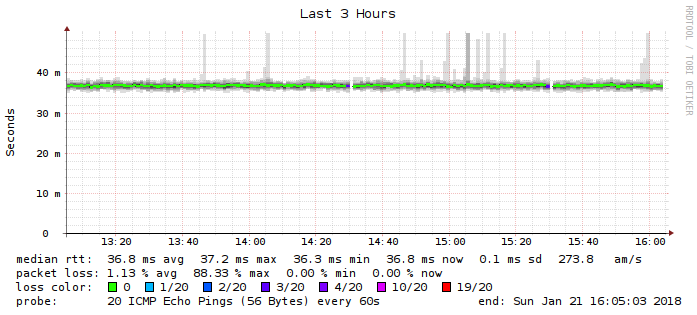 Last 3 Hours
RRDTOOL / TOBI OETIKER
Seconds
40 m
30 m
20 m
10 m
0
13:20 13:40 14:00 14:20 14:40 15:00 15:20 15:40 16:00
median rtt: 36.8 ms avg 37.2 ms max 36.3 ms min 36.8 ms now 0.1 ms sd 273.8 am/s
packet loss: 1.13 % avg 88.33 % max 0.00 % min 0.00 % now
loss color: 0 1/20 2/20 3/20 4/20 10/20 19/20
probe: 20 ICMP Echo Pings (56 Bytes) every 60s end: Sun Jan 21 16:05:03 2018